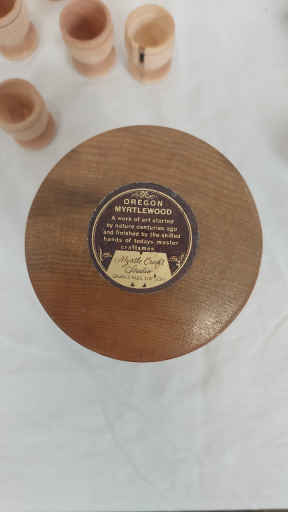 OREGON
MYRTLEWOOD
A work of art started
by nature centuries ago
and finished by the skilled
hands of todays master
craftsmen
Myrtle Craft
Studio